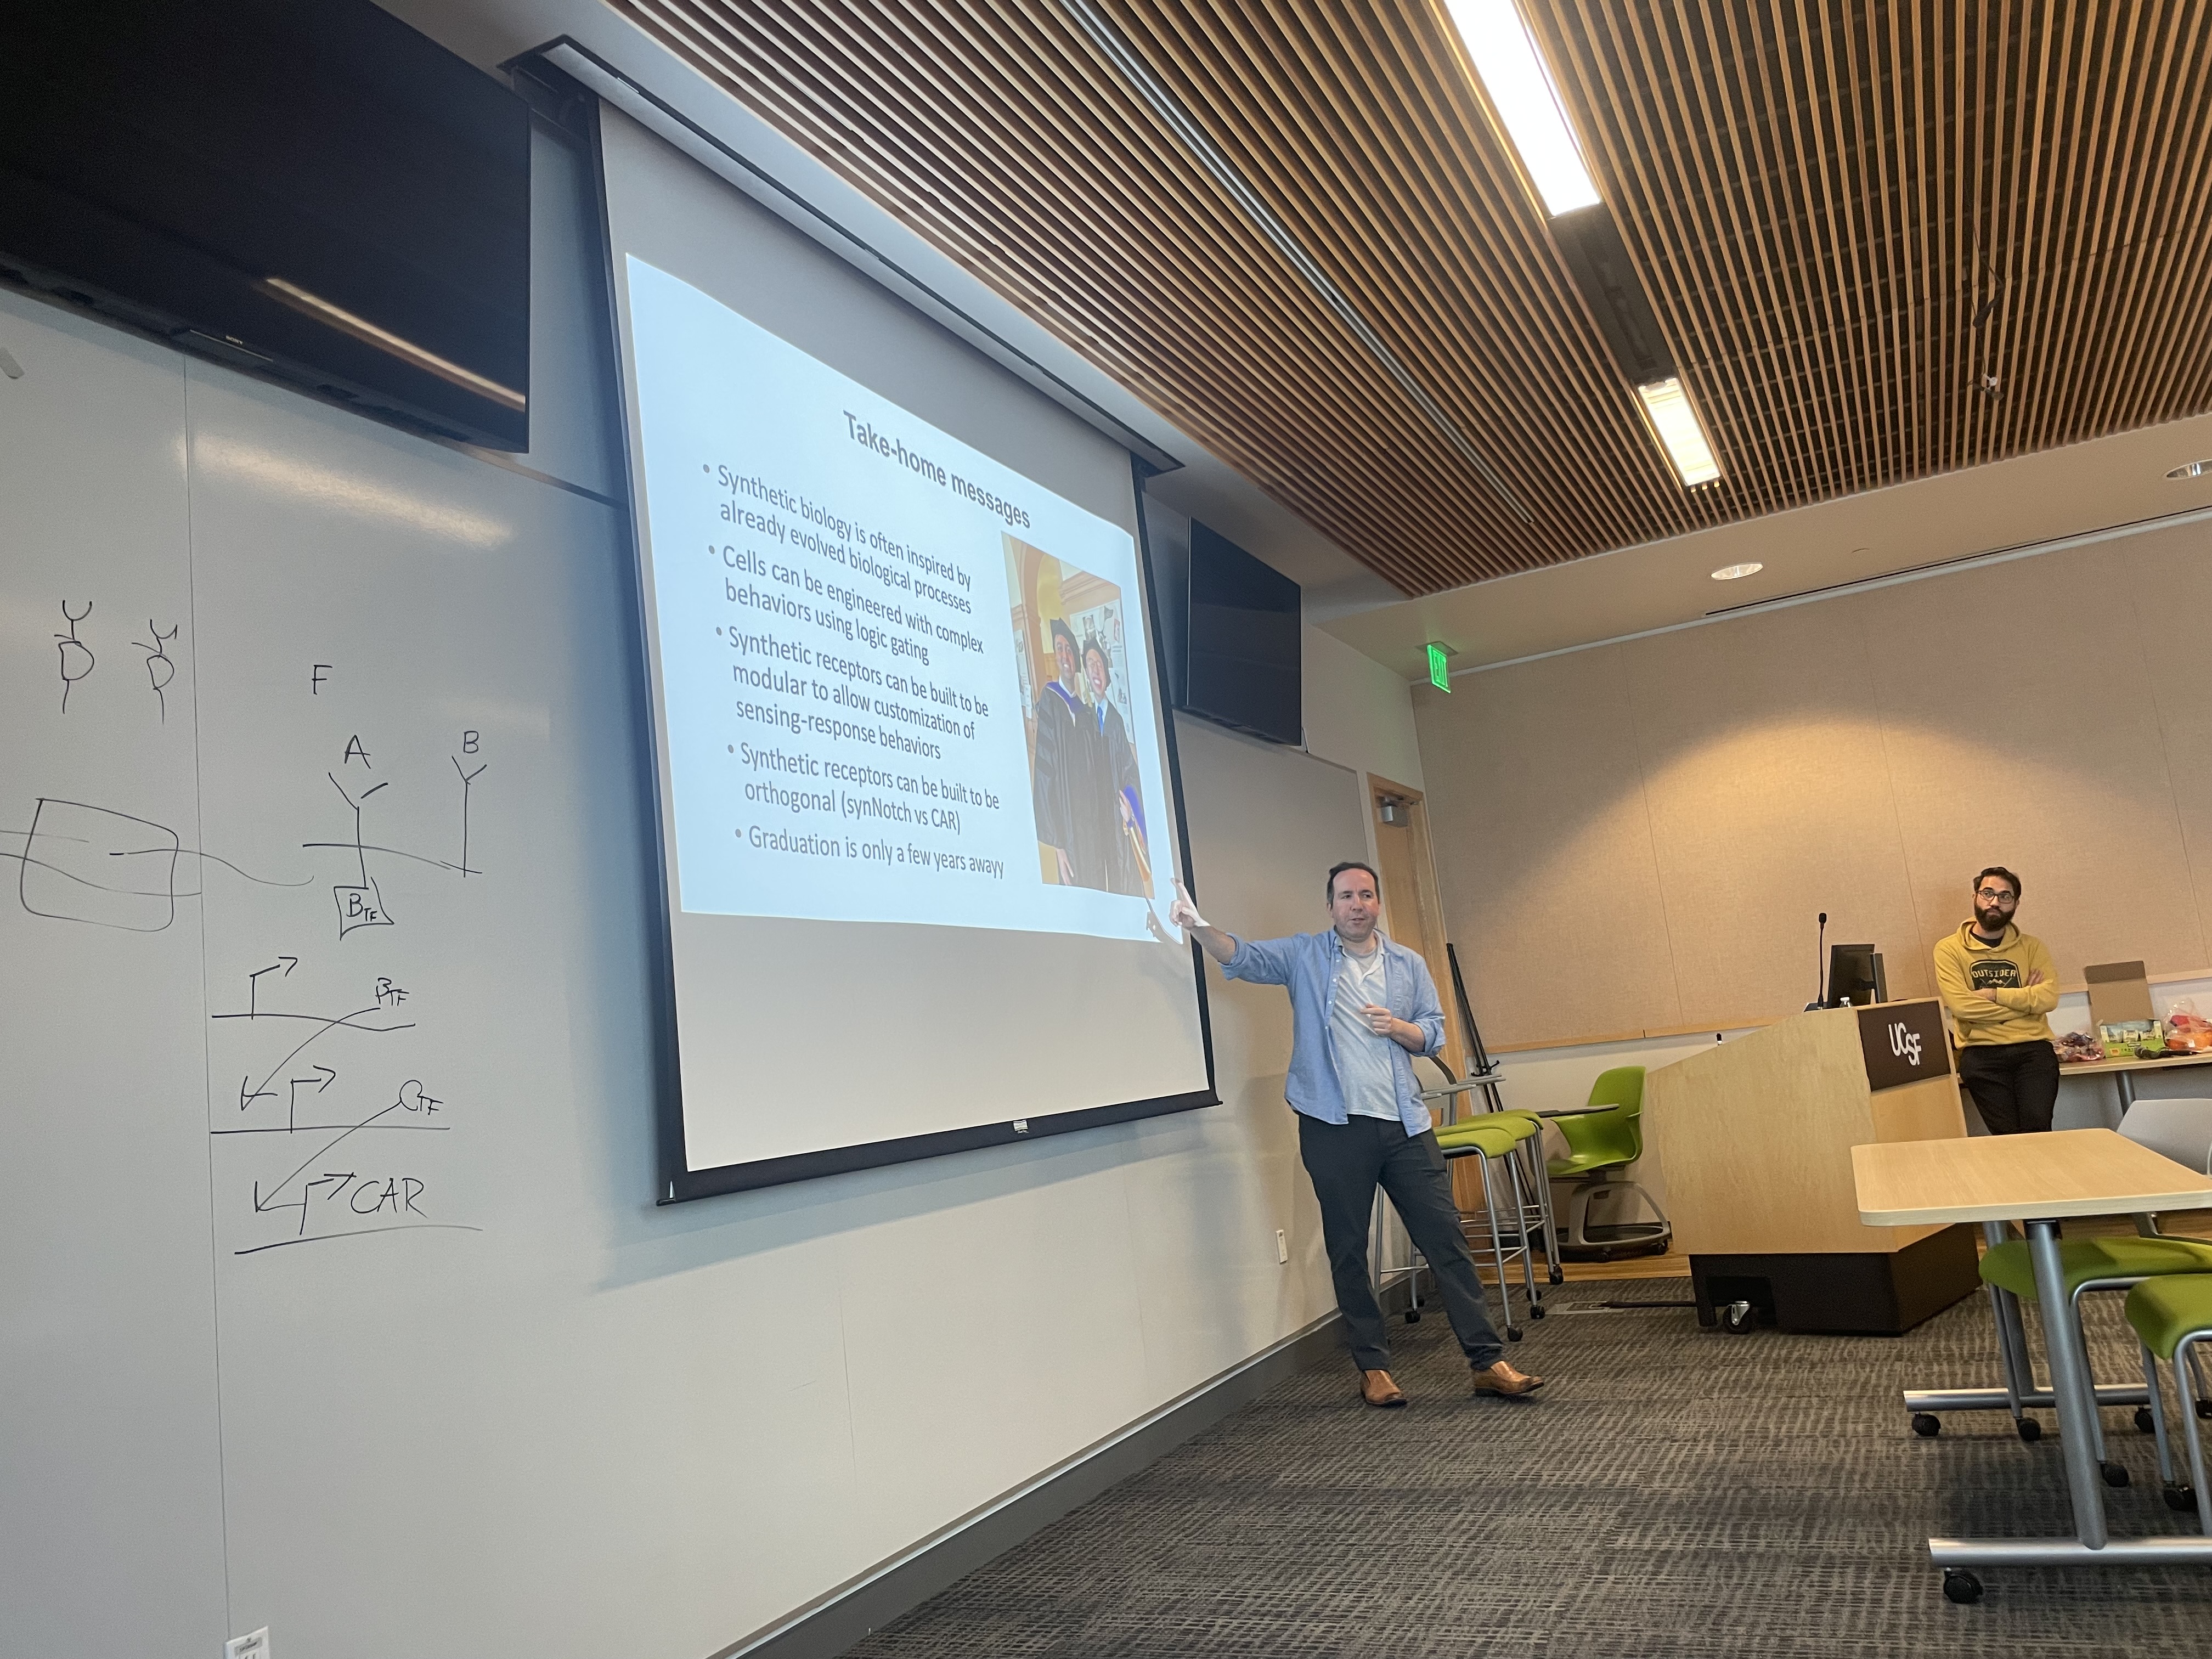 SONY
Take-home messages
• Synthetic biology is often inspired by
already evolved biological processes
• Cells can be engineered with complex
behaviors using logic gating
• Synthetic receptors can be built to be
modular to allow customization of
sensing-response behaviors
• Synthetic receptors can be built to be
orthogonal (synNotch vs CAR)
• Graduation is only a few years awayy
F
A
B
BTF
BTF
CTF
CAR
EXIT
UCSF
OUTSIDER